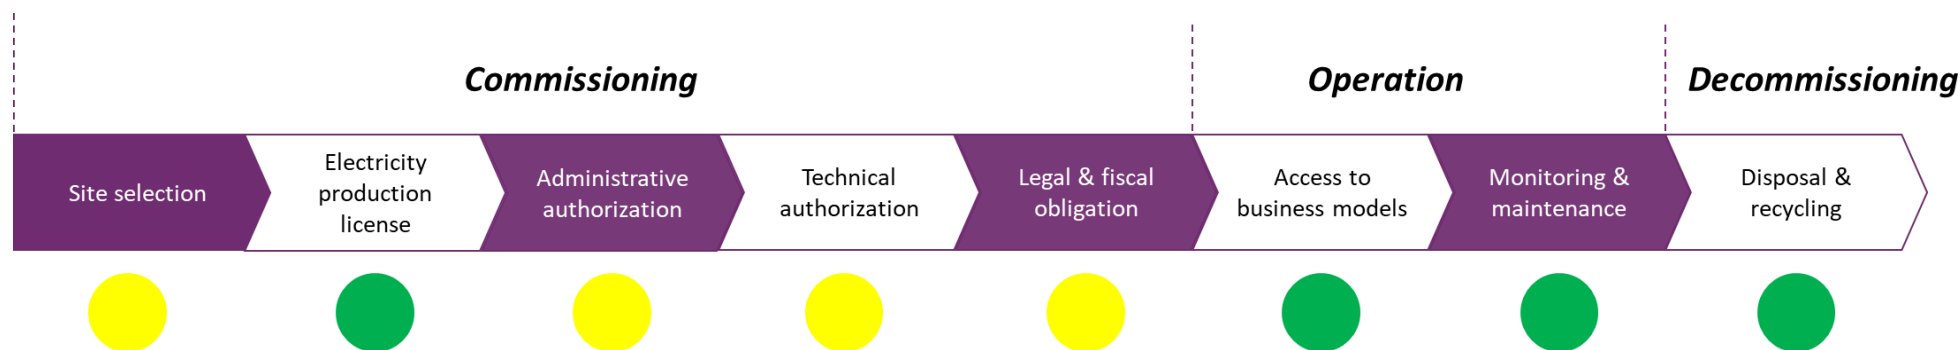 Commissioning
Operation
Decommissioning
Site selection
Electricity
production
license
Administrative
authorization
Technical
authorization
Legal & fiscal
obligation
Access to
business models
Monitoring &
maintenance
Disposal &
recycling